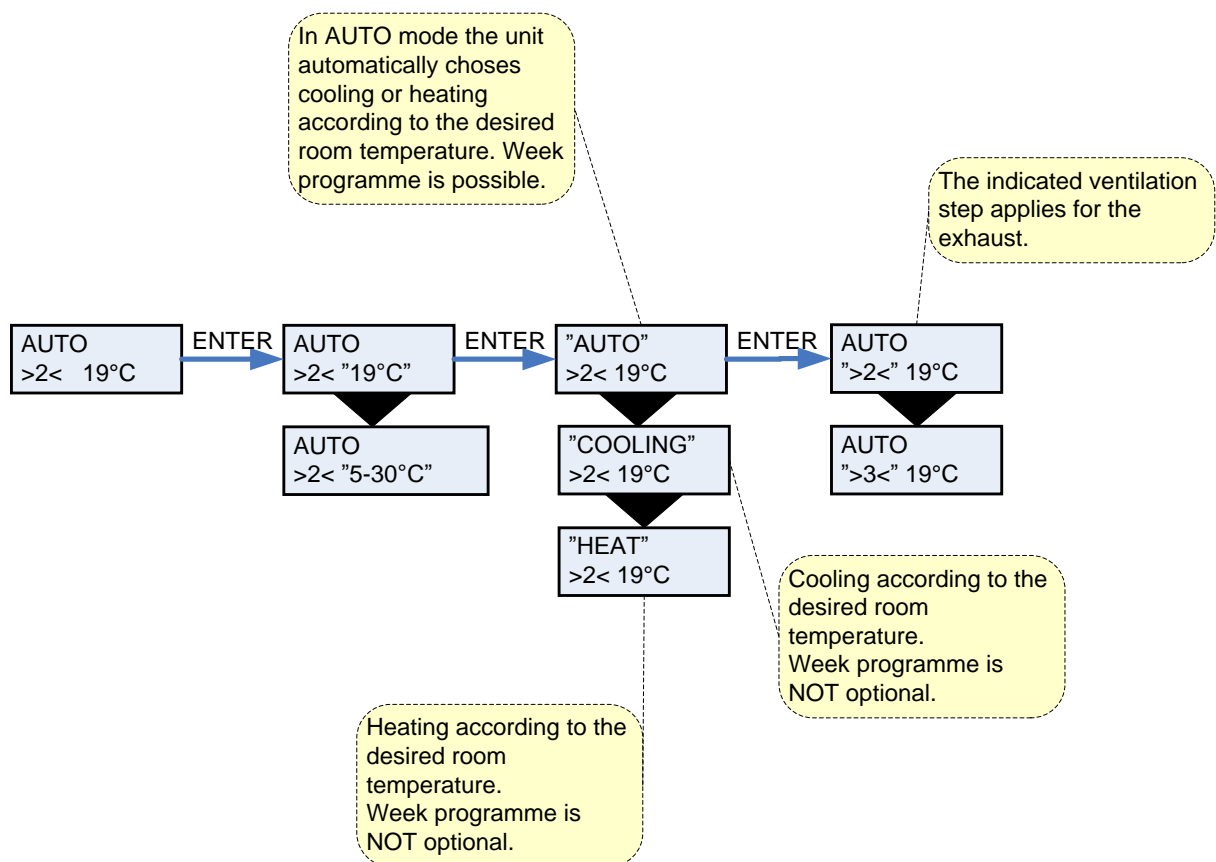 In AUTO mode the unit
automatically choses
cooling or heating
according to the desired
room temperature. Week
programme is possible.
The indicated ventilation
step applies for the
exhaust.
AUTO
>2< 19°C
ENTER
AUTO
>2< "19°C"
ENTER
"AUTO"
>2< 19°C
ENTER
AUTO
">2<" 19°C
AUTO
>2< "5-30°C"
"COOLING"
>2< 19°C
AUTO
">3<" 19°C
"HEAT"
>2< 19°C
Cooling according to the
desired room
temperature.
Week programme is
NOT optional.
Heating according to the
desired room
temperature.
Week programme is
NOT optional.